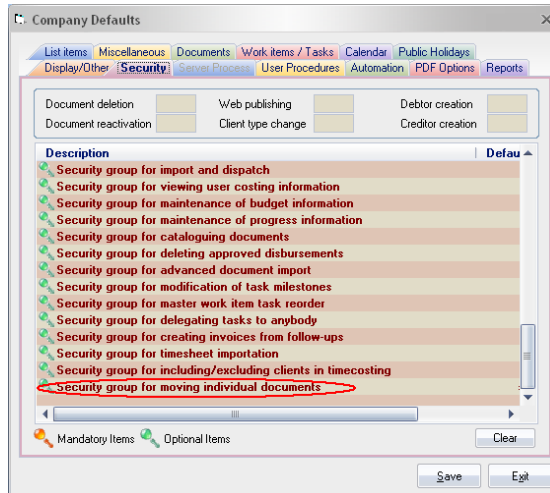 Company Defaults
List items Miscellaneous Documents Work items / Tasks Calendar Public Holidays
Display/Other Security Server Process User Procedures Automation PDF Options Reports
Document deletion Web publishing Debtor creation
Document reactivation Client type change Creditor creation
Description Defau
Security group for import and dispatch
Security group for viewing user costing information
Security group for maintenance of budget information
Security group for maintenance of progress information
Security group for cataloguing documents
Security group for deleting approved disbursements
Security group for advanced document import
Security group for modification of task milestones
Security group for master work item task reorder
Security group for delegating tasks to anybody
Security group for creating invoices from follow-ups
Security group for timesheet importation
Security group for including/excluding clients in timecosting
Security group for moving individual documents
Mandatory Items Optional Items Clear
Save Exit